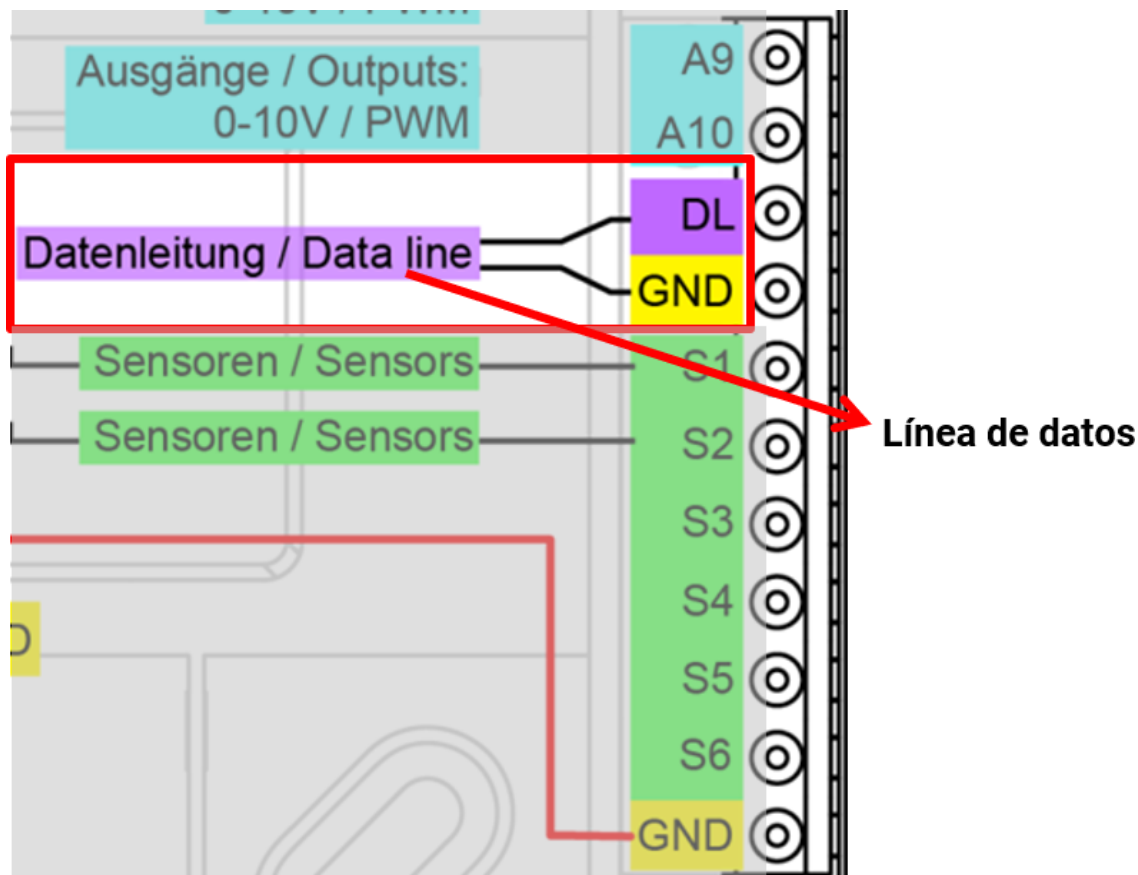 Ausgänge / Outputs:
0-10V / PWM
A9
A10
Datenleitung / Data line
DL
GND
Sensoren / Sensors
S1
Línea de datos
Sensoren / Sensors
S2
S3
S4
S5
S6
GND